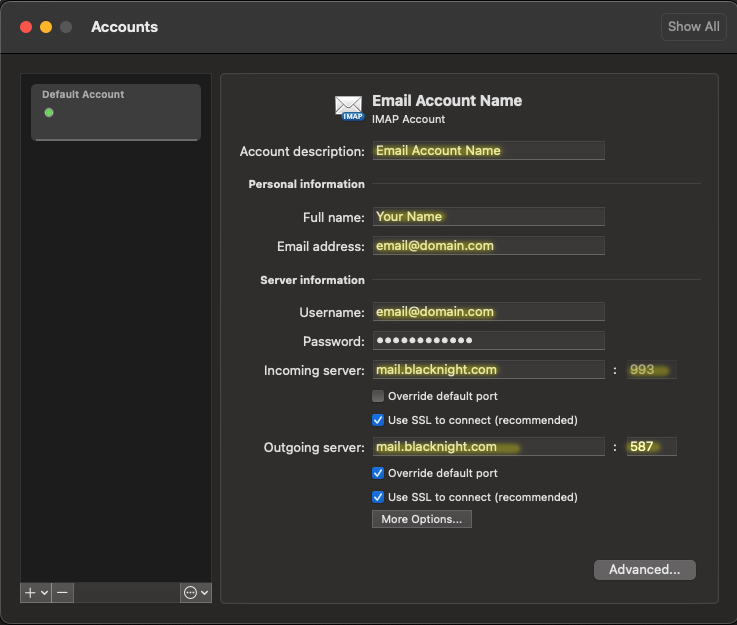 Accounts
Show All
Default Account
Email Account Name
IMAP
IMAP Account
Account description: Email Account Name
Personal information
Full name: Your Name
Email address: email@domain.com
Server information
Username: email@domain.com
Password: ●●●●●●●●●●●●
Incoming server: mail.blacknight.com : 993
Override default port
Use SSL to connect (recommended)
Outgoing server: mail.blacknight.com : 587
Override default port
Use SSL to connect (recommended)
More Options...
Advanced...